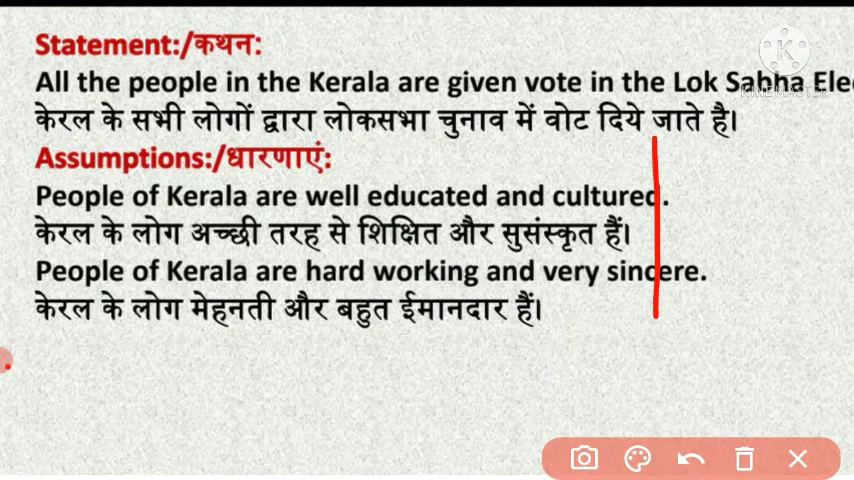 Statement:/कथन:
All the people in the Kerala are given vote in the Lok Sabha Elec
केरल के सभी लोगों द्वारा लोकसभा चुनाव में वोट दिये जाते है।
Assumptions:/धारणाएं:
People of Kerala are well educated and cultured.
केरल के लोग अच्छी तरह से शिक्षित और सुसंस्कृत हैं।
People of Kerala are hard working and very sincere.
केरल के लोग मेहनती और बहुत ईमानदार हैं।
K
KINEMASTER